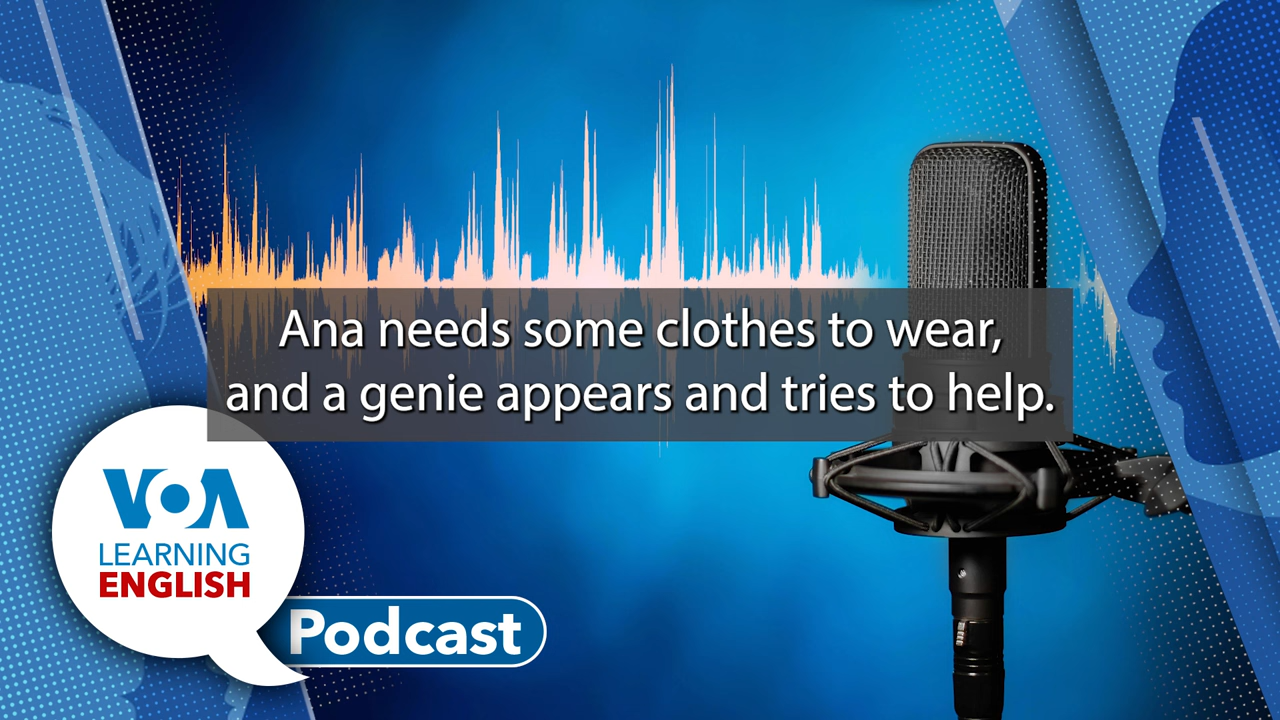 Ana needs some clothes to wear,
and a genie appears and tries to help.
VOA
LEARNING
ENGLISH
Podcast